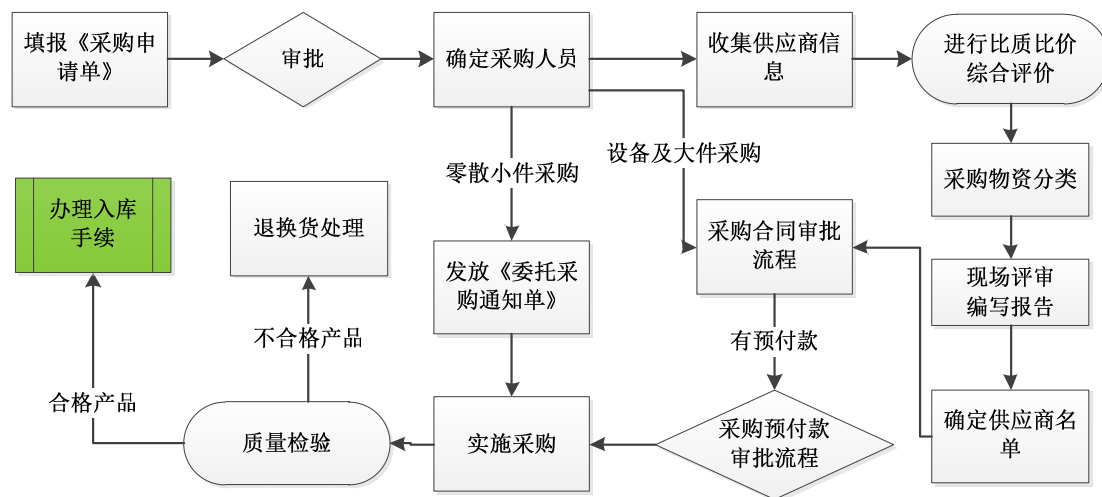 填报《采购申
请单》
审批
确定采购人员
收集供应商信
息
进行比质比价
综合评价
零散小件采购
设备及大件采购
采购物资分类
办理入库
手续
退换货处理
发放《委托采
购通知单》
采购合同审批
流程
现场评审
编写报告
不合格产品
有预付款
合格产品
质量检验
实施采购
采购预付款
审批流程
确定供应商名
单